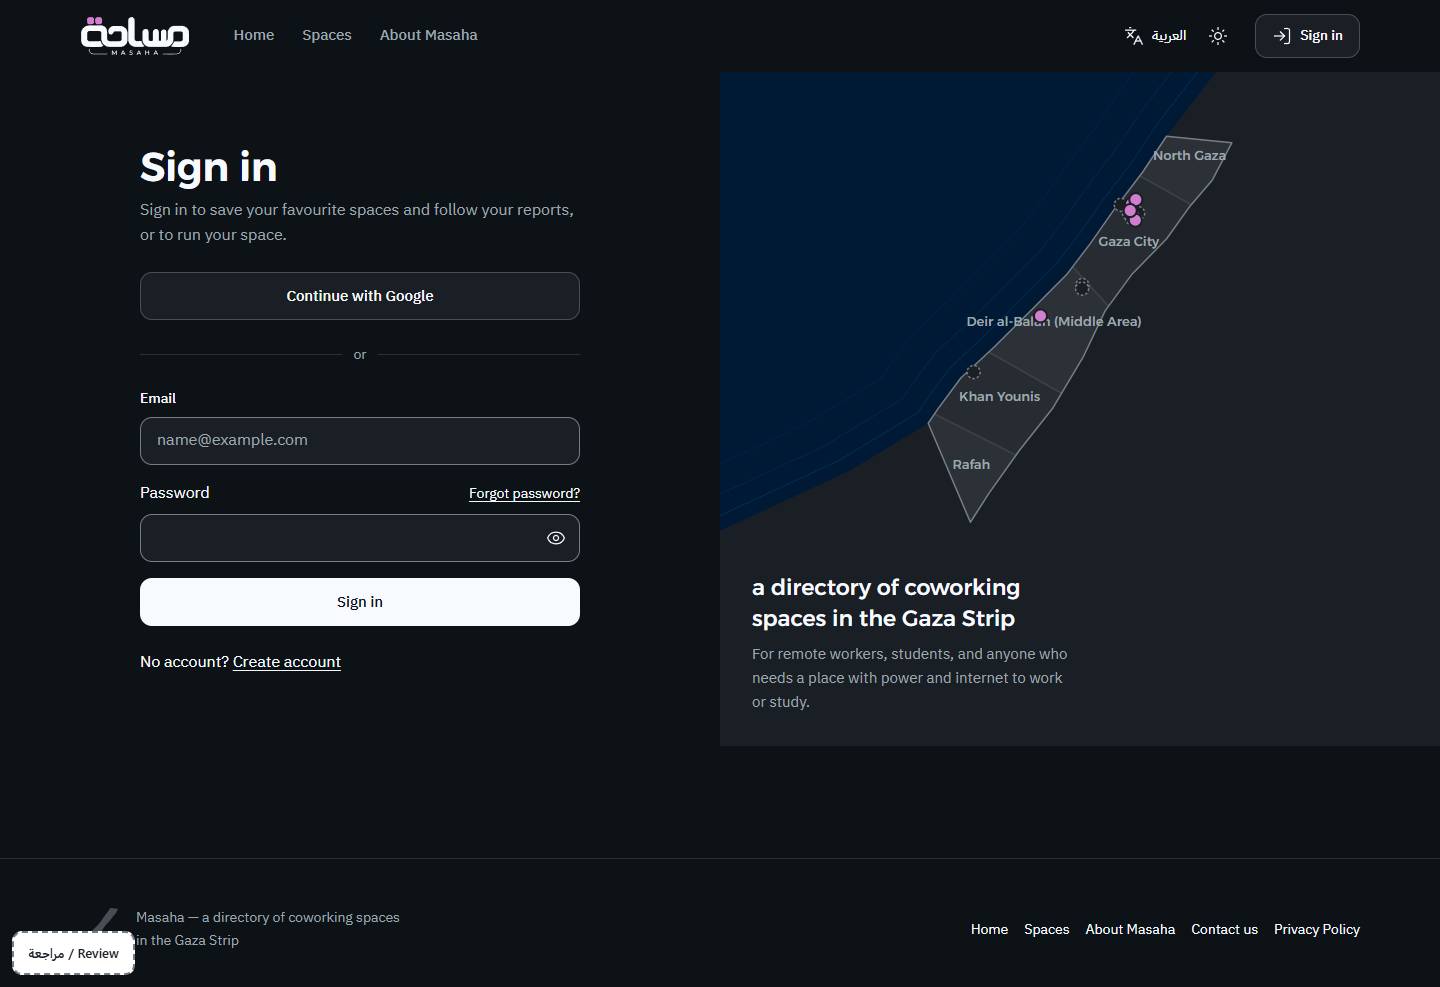 مساحة
MASAHA
Home
Spaces
About Masaha
العربية
Sign in
Sign in
Sign in to save your favourite spaces and follow your reports,
or to run your space.
Continue with Google
or
Email
name@example.com
Password
Forgot password?
Sign in
No account? Create account
North Gaza
Gaza City
Deir al-Balah (Middle Area)
Khan Younis
Rafah
a directory of coworking
spaces in the Gaza Strip
For remote workers, students, and anyone who
needs a place with power and internet to work
or study.
Masaha — a directory of coworking spaces
in the Gaza Strip
مراجعة / Review
Home
Spaces
About Masaha
Contact us
Privacy Policy